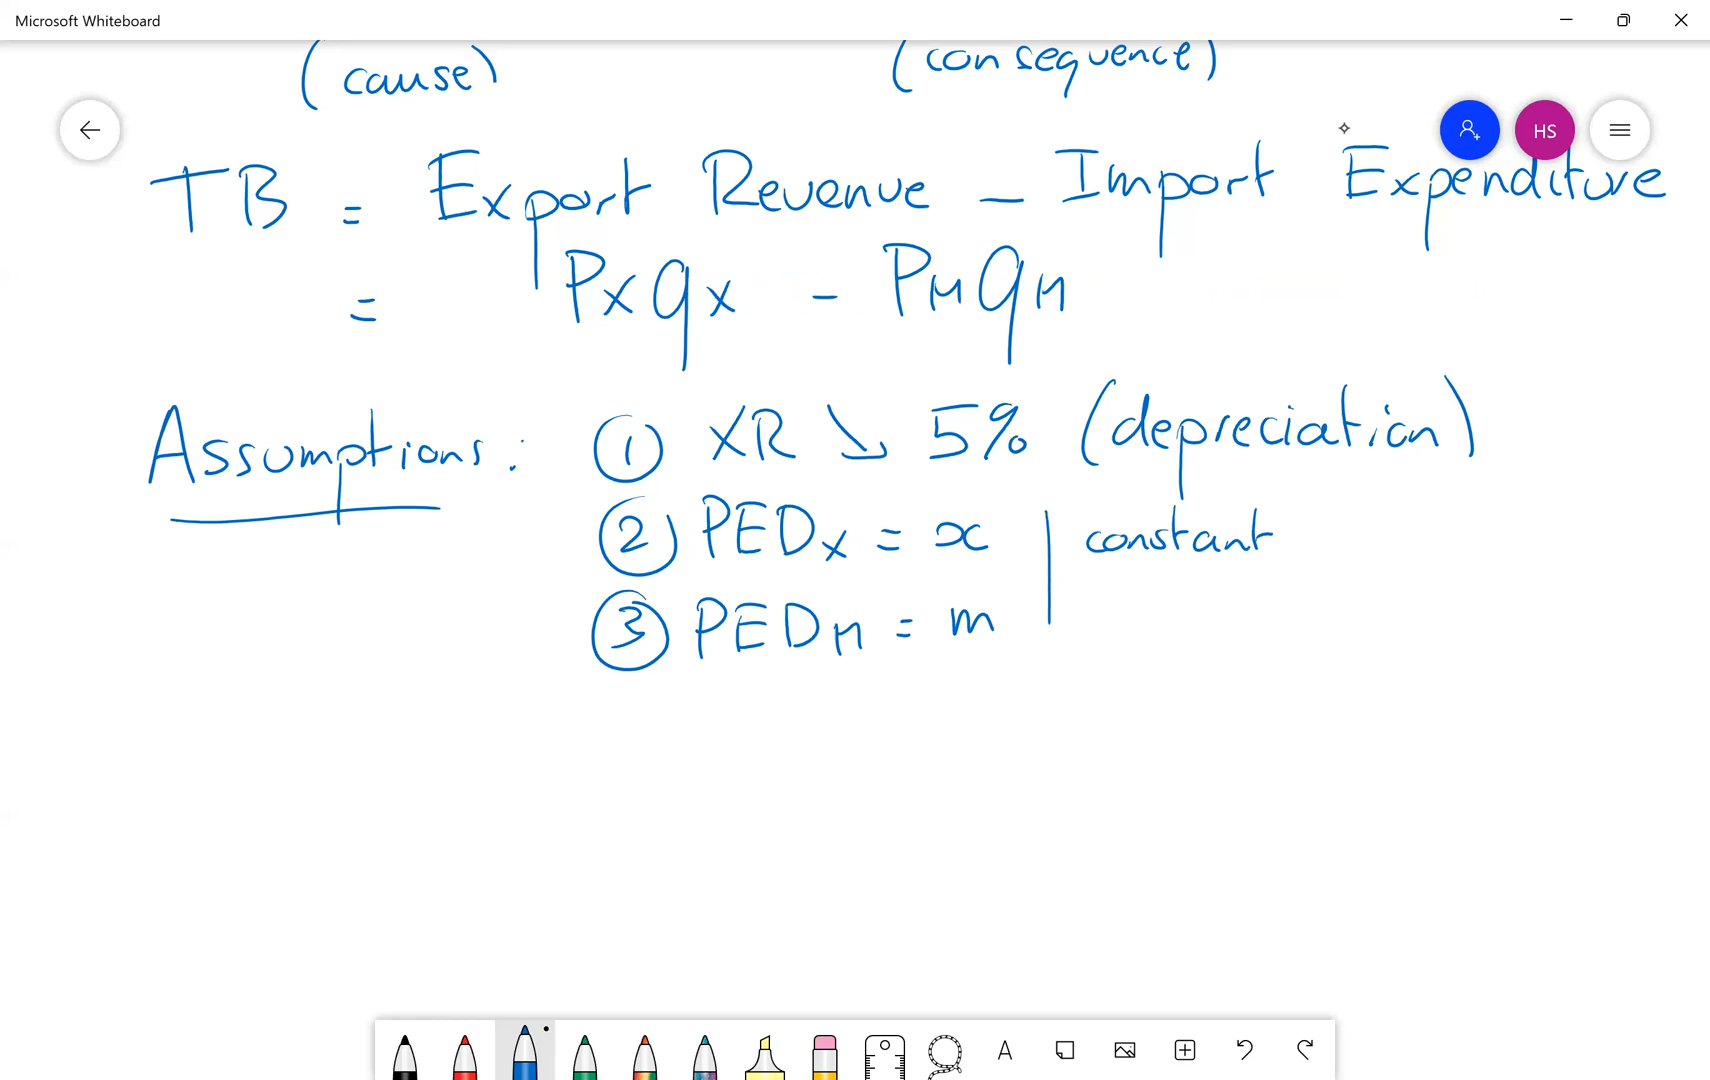 Microsoft Whiteboard
(cause) (consequence)
HS
TB = Export Revenue - Import Expenditure
= PxQx - PMQM
Assumptions: ① XR ↘ 5% (depreciation)
② PEDx = x | constant
③ PEDM = m
A